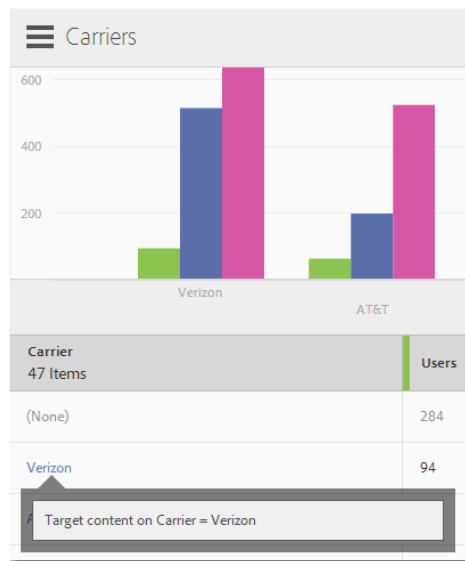 Carriers
600
400
200
Verizon
AT&T
Carrier
47 Items
Users
(None)
284
Verizon
94
Target content on Carrier = Verizon